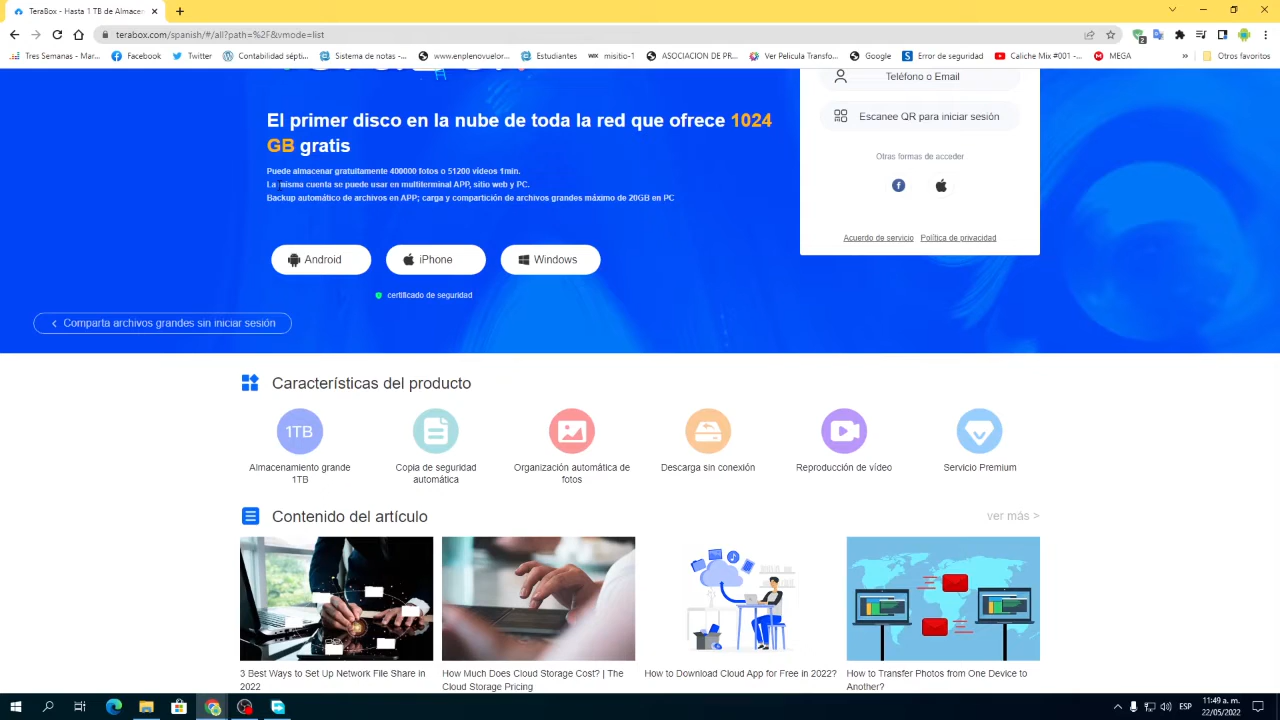 TeraBox - Hasta 1 TB de Almacen
terabox.com/spanish/#/all?path=%2F&vmode=list
2
Tres Semanas - Mar...
Facebook
Twitter
Contabilidad sépti...
Sistema de notas -...
www.enplenovuelor...
Estudiantes
misitio-1
ASOCIACION DE PR...
Ver Pelicula Transfo...
Google
Error de seguridad
Caliche Mix #001 -...
MEGA
»
Otros favoritos
El primer disco en la nube de toda la red que ofrece 1024
GB gratis
Puede almacenar gratuitamente 400000 fotos o 51200 vídeos 1min.
La misma cuenta se puede usar en multiterminal APP, sitio web y PC.
Backup automático de archivos en APP; carga y compartición de archivos grandes máximo de 20GB en PC
Android
iPhone
Windows
certificado de seguridad
Comparta archivos grandes sin iniciar sesión
Teléfono o Email
Escanee QR para iniciar sesión
Otras formas de acceder
Acuerdo de servicio Política de privacidad
Características del producto
1TB
Almacenamiento grande
1TB
Copia de seguridad
automática
Organización automática de
fotos
Descarga sin conexión
Reproducción de vídeo
Servicio Premium
Contenido del artículo
ver más >
3 Best Ways to Set Up Network File Share in
2022
How Much Does Cloud Storage Cost? | The
Cloud Storage Pricing
How to Download Cloud App for Free in 2022?
How to Transfer Photos from One Device to
Another?
ESP
11:49 a. m.
22/05/2022